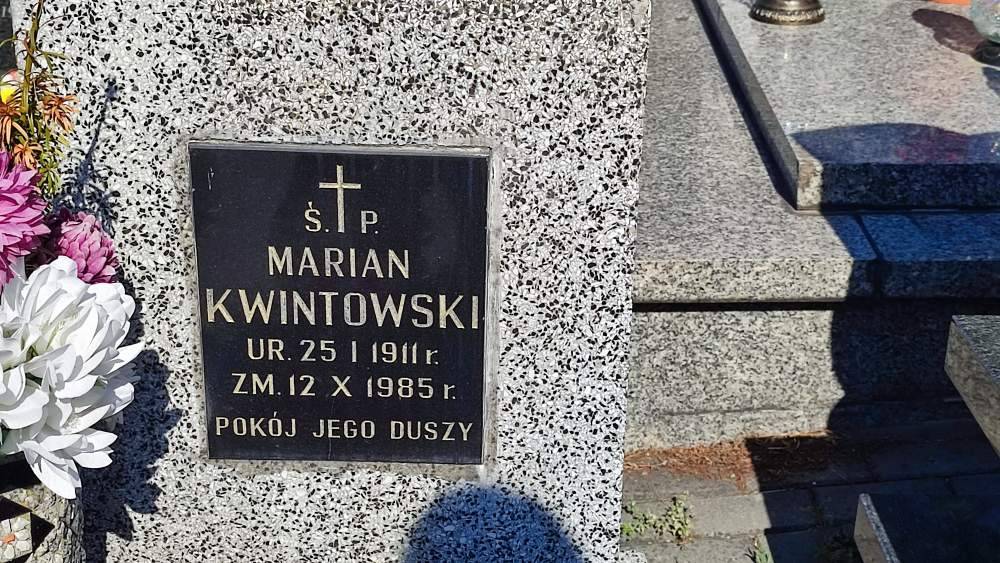 Ś. P.
MARIAN
KWINTOWSKI
UR. 25 I 1911 r.
ZM. 12 X 1985 r.
POKÓJ JEGO DUSZY